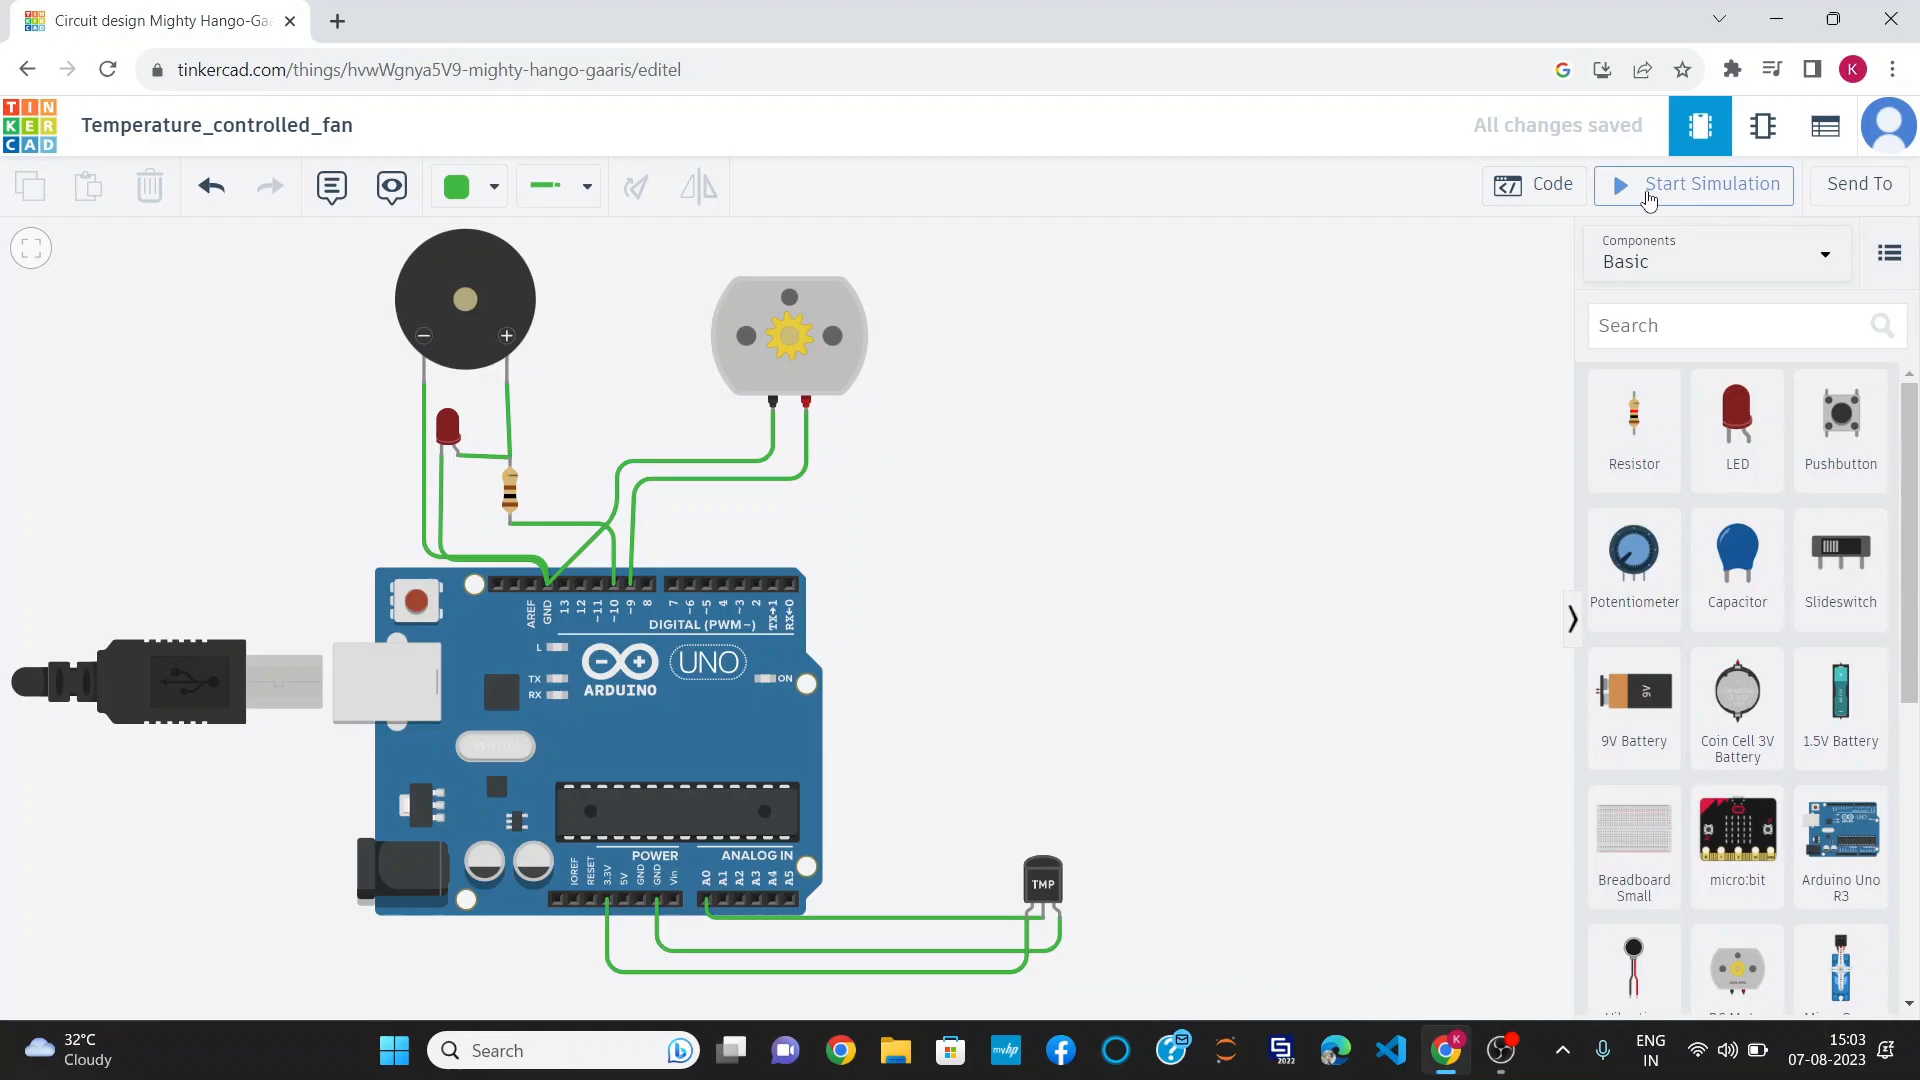 Circuit design Mighty Hango-Gaa
tinkercad.com/things/hvwWgnya5V9-mighty-hango-gaaris/editel
K
TIN
KER
CAD
Temperature_controlled_fan
All changes saved
Code
Start Simulation
Send To
Components
Basic
Search
Resistor
LED
Pushbutton
Potentiometer
Capacitor
Slideswitch
9V
9V Battery
Coin Cell 3V
Battery
1.5V Battery
Breadboard
Small
micro:bit
Arduino Uno
R3
AREF
GND
13
12
~11
~10
~9
8
7
~6
~5
4
~3
2
TX→1
RX←0
DIGITAL (PWM~)
L
TX
RX
ARDUINO
UNO
ON
POWER
ANALOG IN
IOREF
RESET
3.3V
5V
GND
GND
Vin
A0
A1
A2
A3
A4
A5
TMP
32°C
Cloudy
Search
myhp
2022
K
ENG
IN
15:03
07-08-2023